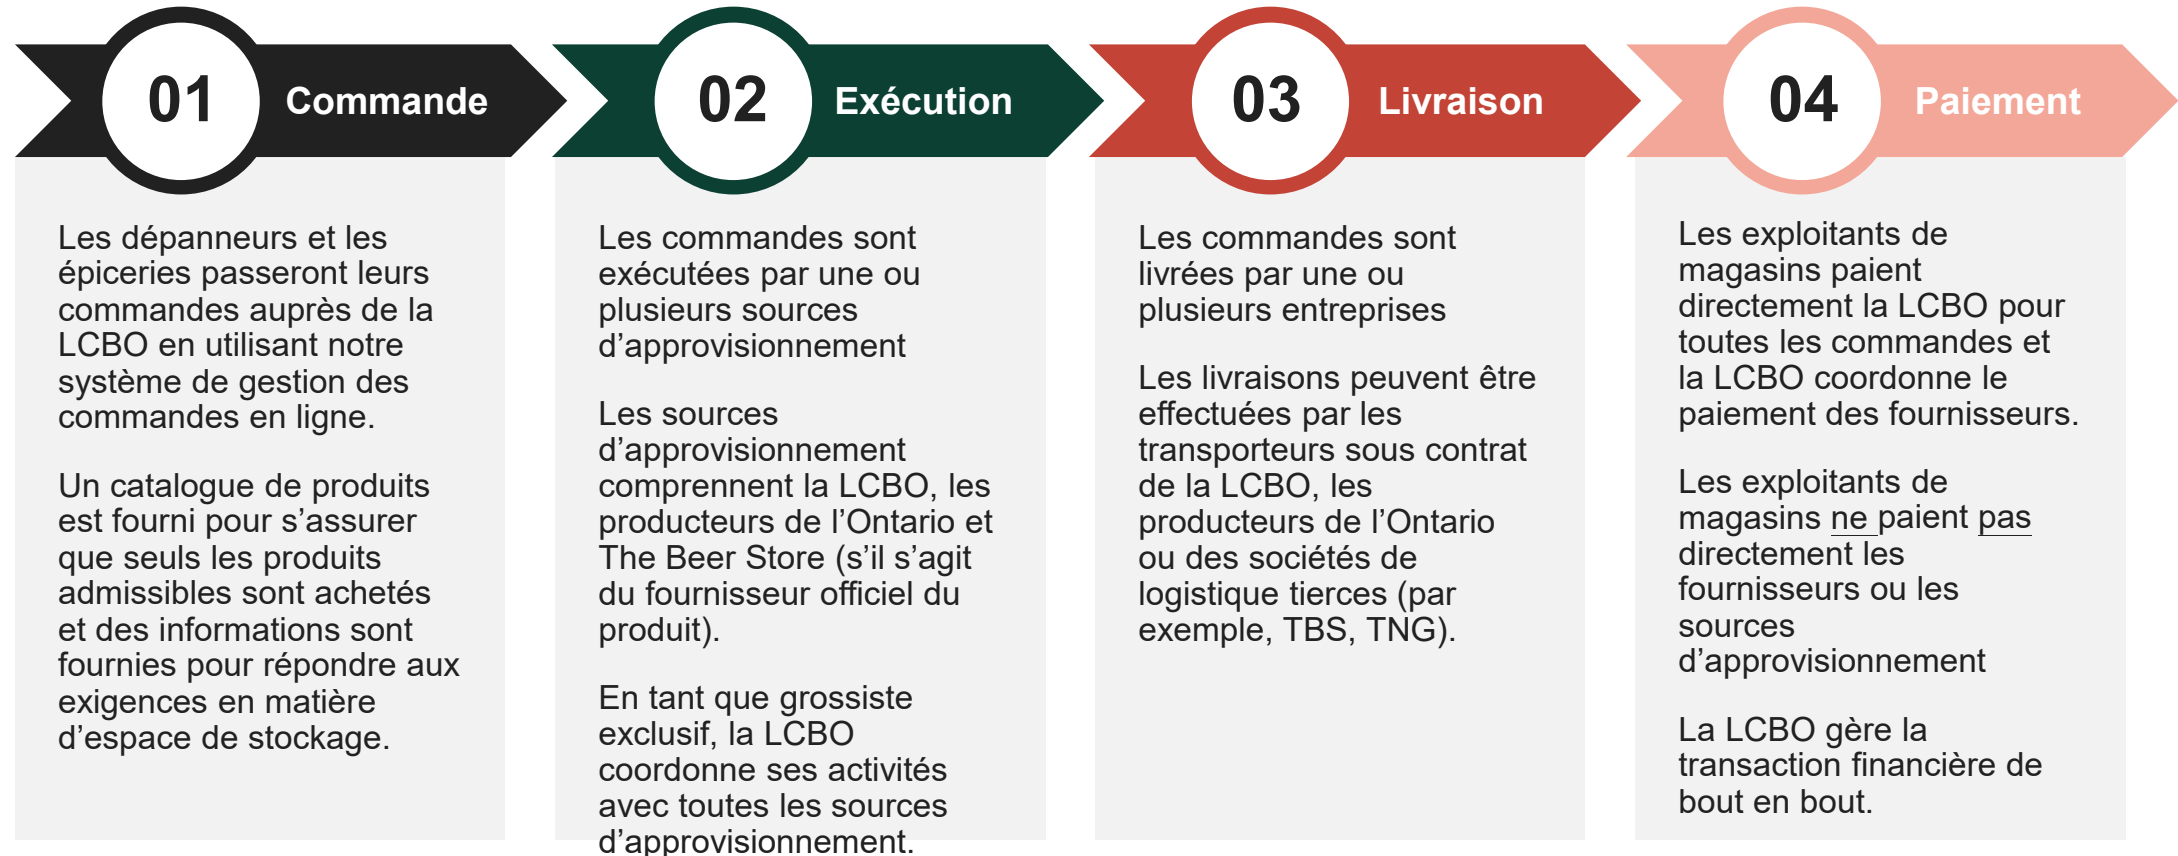 01
Commande
Les dépanneurs et les
épiceries passeront leurs
commandes auprès de la
LCBO en utilisant notre
système de gestion des
commandes en ligne.
Un catalogue de produits
est fourni pour s’assurer
que seuls les produits
admissibles sont achetés
et des informations sont
fournies pour répondre aux
exigences en matière
d’espace de stockage.
02
Exécution
Les commandes sont
exécutées par une ou
plusieurs sources
d’approvisionnement
Les sources
d’approvisionnement
comprennent la LCBO, les
producteurs de l’Ontario et
The Beer Store (s’il s’agit
du fournisseur officiel du
produit).
En tant que grossiste
exclusif, la LCBO
coordonne ses activités
avec toutes les sources
d’approvisionnement.
03
Livraison
Les commandes sont
livrées par une ou
plusieurs entreprises
Les livraisons peuvent être
effectuées par les
transporteurs sous contrat
de la LCBO, les
producteurs de l’Ontario
ou des sociétés de
logistique tierces (par
exemple, TBS, TNG).
04
Paiement
Les exploitants de
magasins paient
directement la LCBO pour
toutes les commandes et
la LCBO coordonne le
paiement des fournisseurs.
Les exploitants de
magasins ne paient pas
directement les
fournisseurs ou les
sources
d’approvisionnement
La LCBO gère la
transaction financière de
bout en bout.